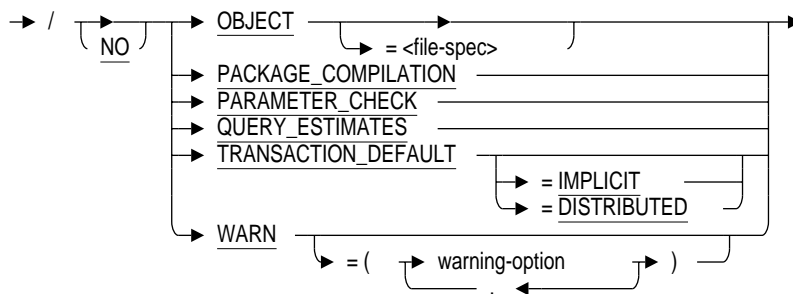 / NO OBJECT
= <file-spec>
PACKAGE_COMPILATION
PARAMETER_CHECK
QUERY_ESTIMATES
TRANSACTION_DEFAULT
= IMPLICIT
= DISTRIBUTED
WARN
= ( warning-option )
,